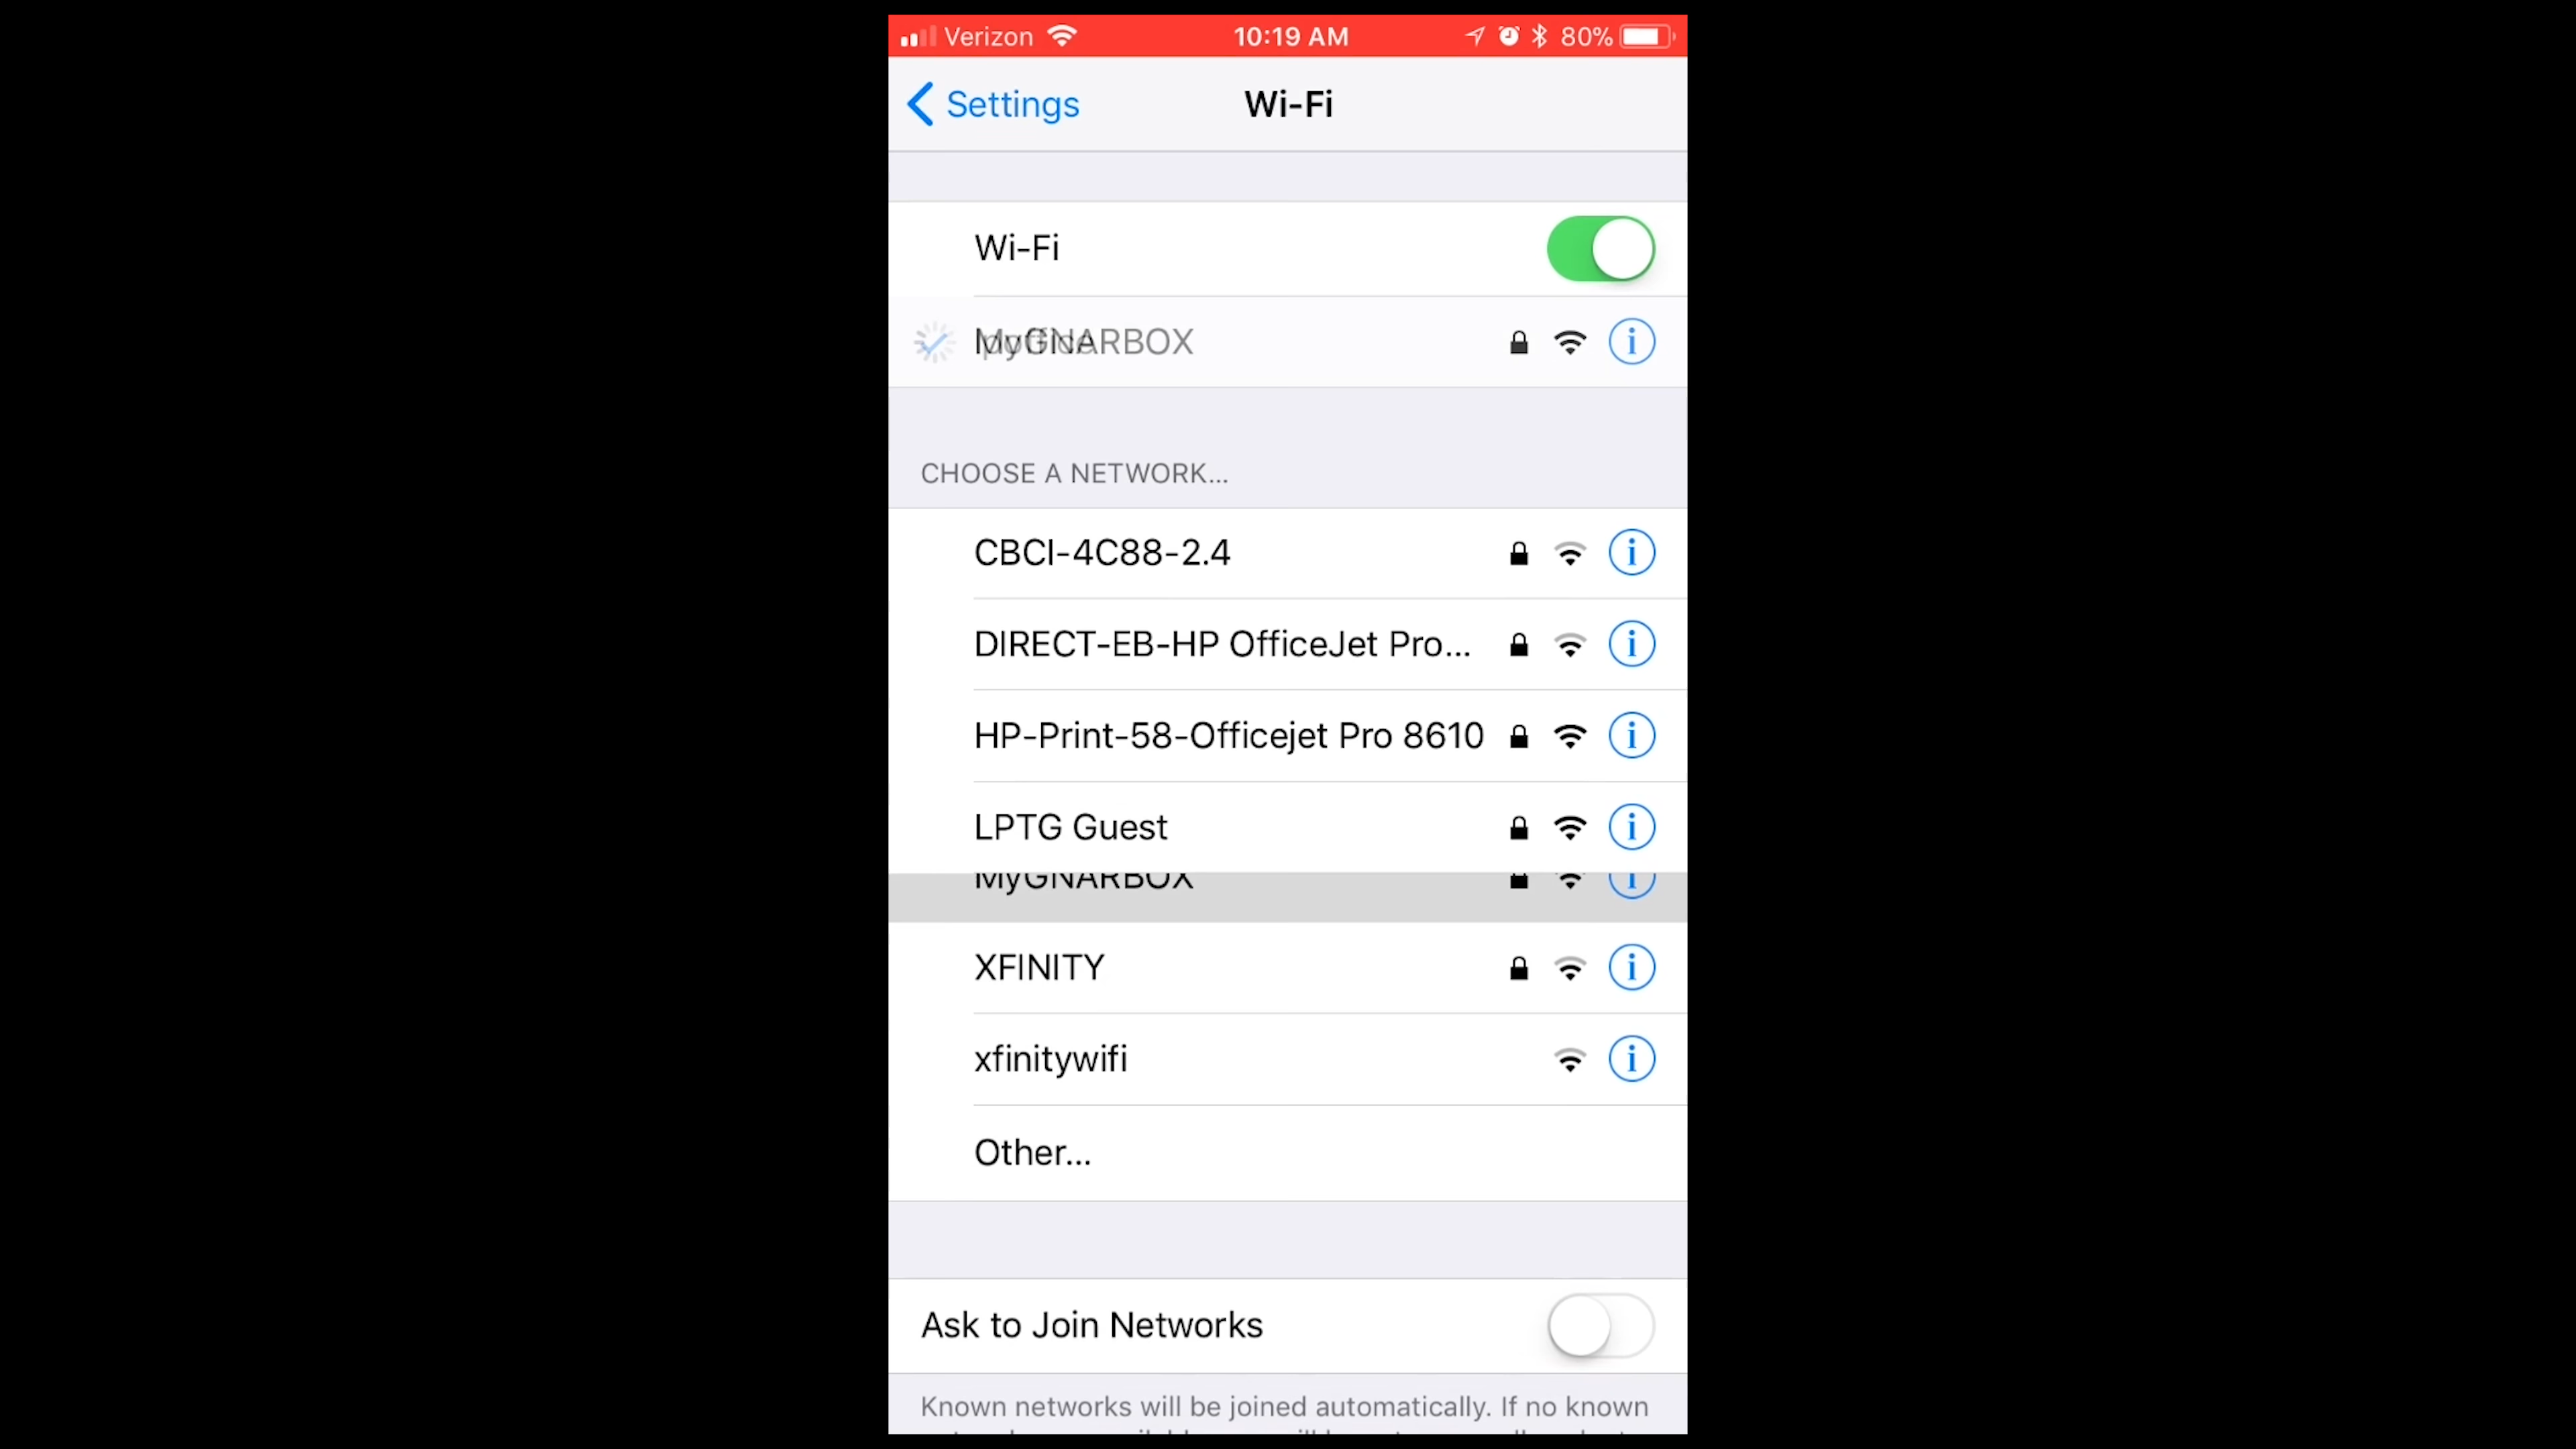 Verizon 10:19 AM 80%
Settings Wi-Fi
Wi-Fi
MyGNARBOX
CHOOSE A NETWORK...
CBCI-4C88-2.4
DIRECT-EB-HP OfficeJet Pro...
HP-Print-58-Officejet Pro 8610
LPTG Guest
MyGNARBOX
XFINITY
xfinitywifi
Other...
Ask to Join Networks
Known networks will be joined automatically. If no known